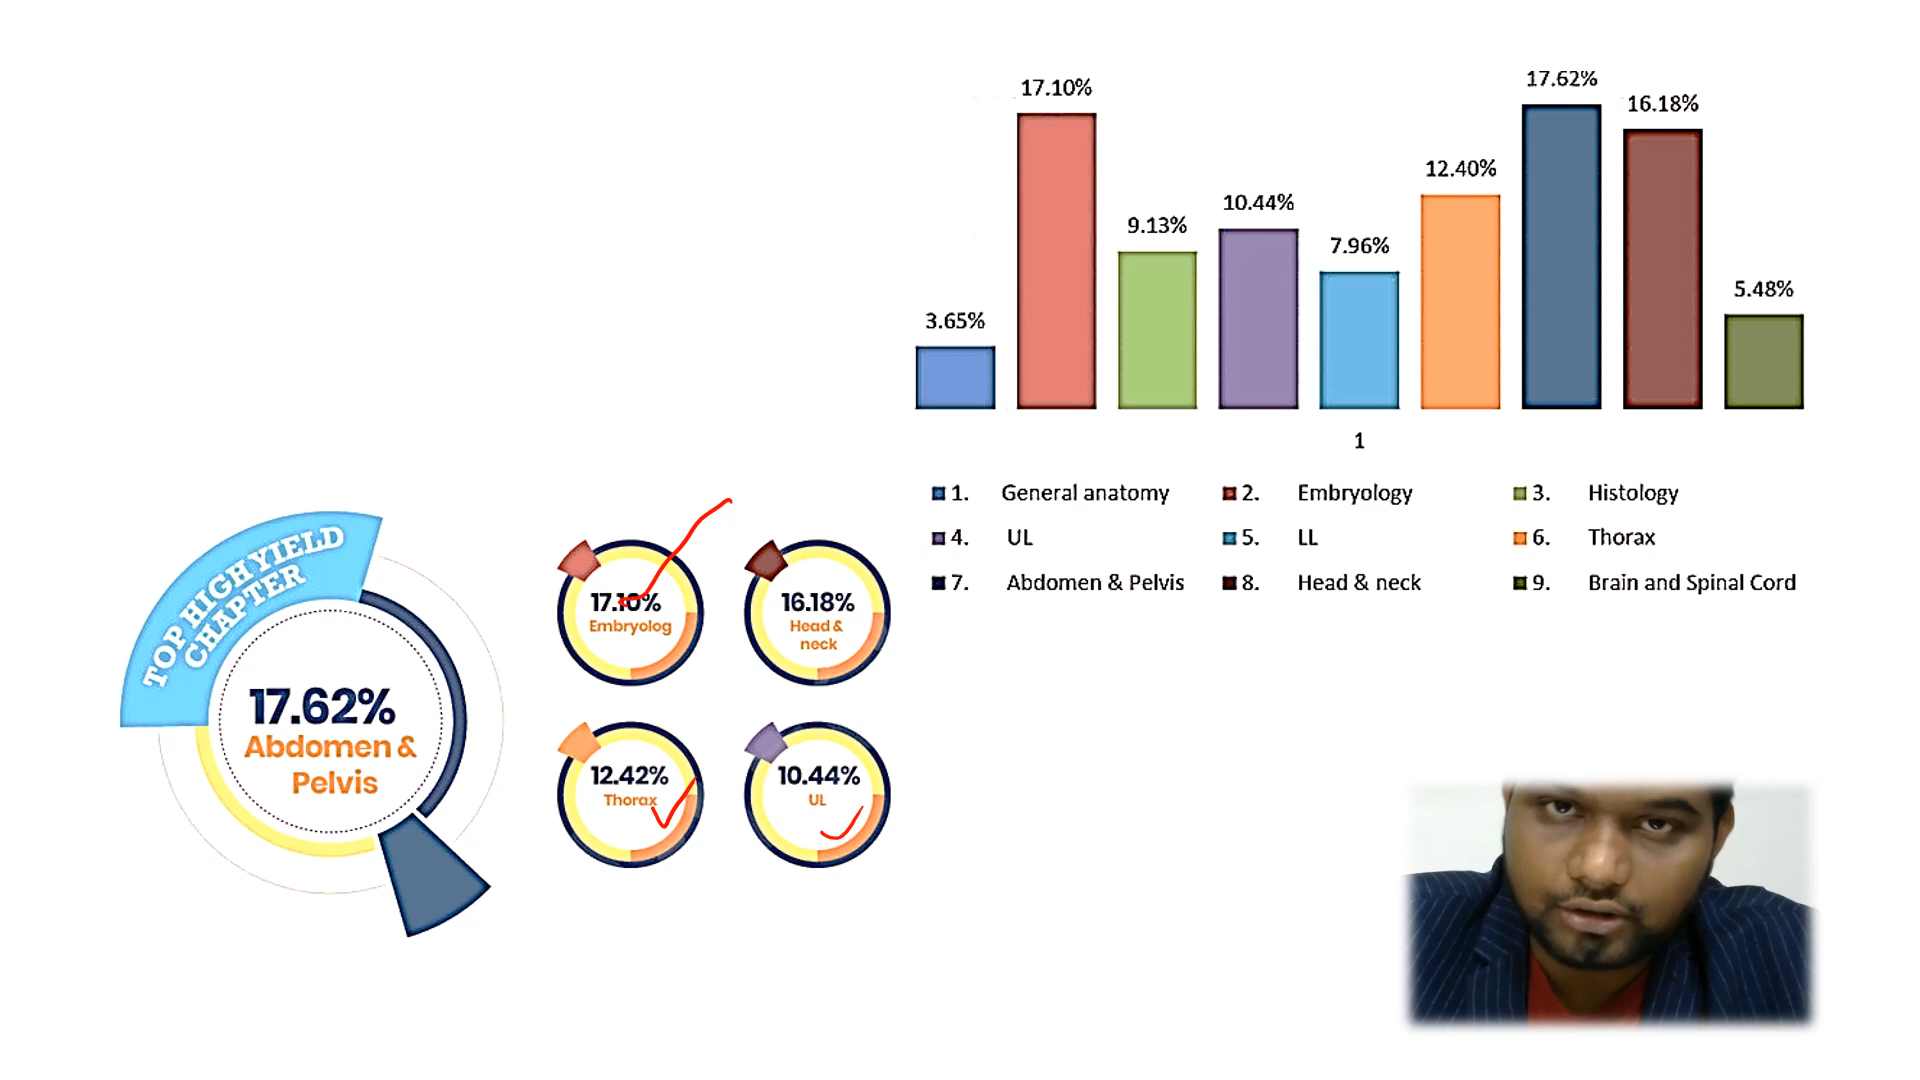 17.10%
17.62%
16.18%
12.40%
10.44%
9.13%
7.96%
5.48%
3.65%
1
1. General anatomy
2. Embryology
3. Histology
4. UL
5. LL
6. Thorax
7. Abdomen & Pelvis
8. Head & neck
9. Brain and Spinal Cord
TOP HIGH YIELD
CHAPTER
17.62%
Abdomen &
Pelvis
17.10%
Embryolog
16.18%
Head &
neck
12.42%
Thorax
10.44%
UL